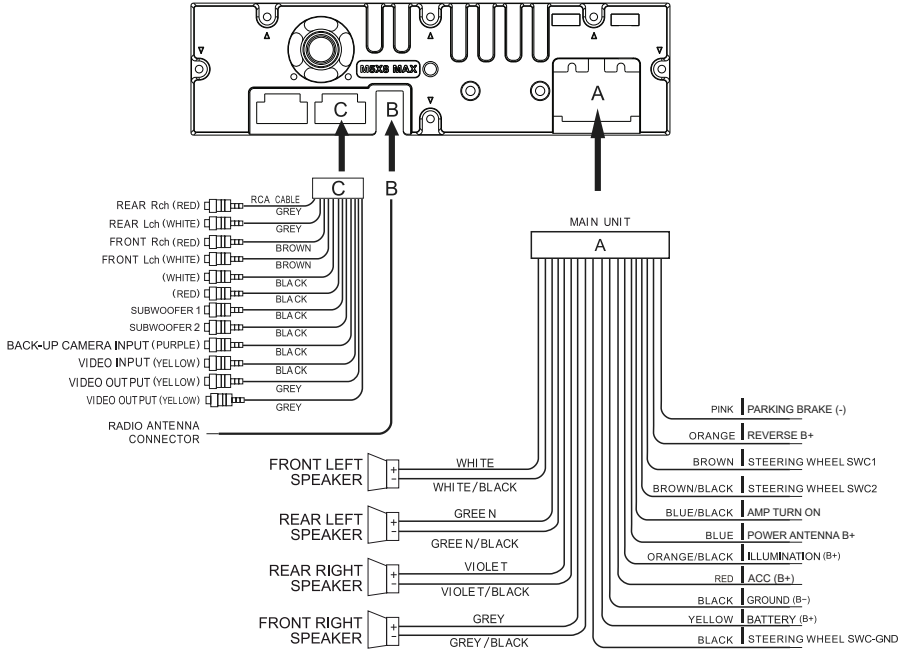 M5X8 MAX
A
C
B
C
B
REAR Rch (RED)
RCA CABLE
GREY
REAR Lch (WHITE)
GREY
FRONT Rch (RED)
BROWN
FRONT Lch (WHITE)
BROWN
(WHITE)
BLACK
(RED)
BLACK
SUBWOOFER 1
BLACK
SUBWOOFER 2
BLACK
BACK-UP CAMERA INPUT (PURPLE)
BLACK
VIDEO INPUT (YELLOW)
BLACK
VIDEO OUTPUT (YELLOW)
GREY
VIDEO OUTPUT (YELLOW)
GREY
RADIO ANTENNA
CONNECTOR
MAIN UNIT
A
FRONT LEFT
SPEAKER
+
−
WHITE
WHITE/BLACK
REAR LEFT
SPEAKER
+
−
GREEN
GREEN/BLACK
REAR RIGHT
SPEAKER
+
−
VIOLET
VIOLET/BLACK
FRONT RIGHT
SPEAKER
+
−
GREY
GREY/BLACK
PINK PARKING BRAKE (-)
ORANGE REVERSE B+
BROWN STEERING WHEEL SWC1
BROWN/BLACK STEERING WHEEL SWC2
BLUE/BLACK AMP TURN ON
BLUE POWER ANTENNA B+
ORANGE/BLACK ILLUMINATION (B+)
RED ACC (B+)
BLACK GROUND (B−)
YELLOW BATTERY (B+)
BLACK STEERING WHEEL SWC-GND